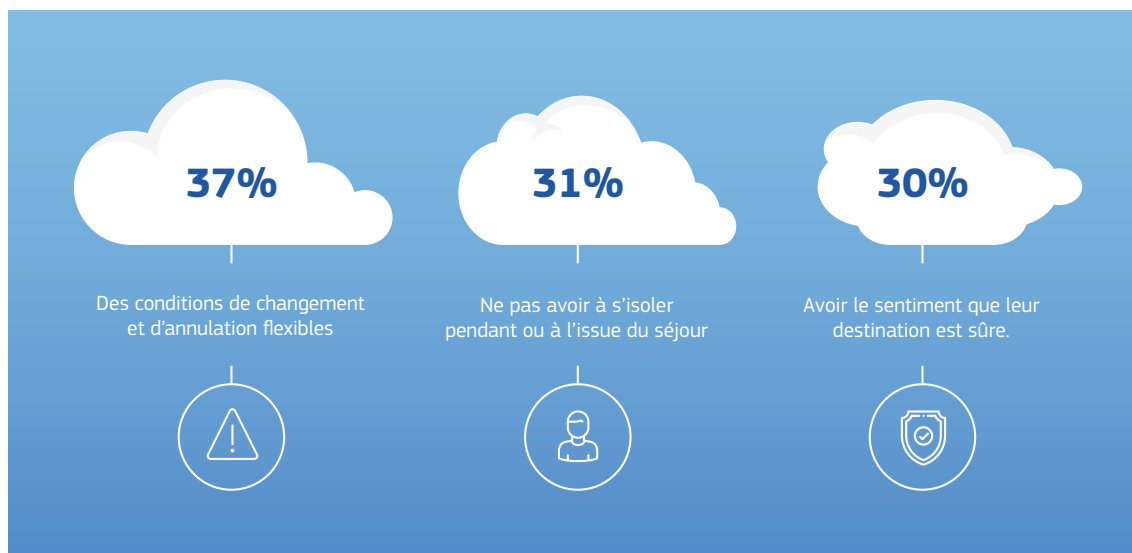 37%
31%
30%
Des conditions de changement
et d’annulation flexibles
Ne pas avoir à s’isoler
pendant ou à l’issue du séjour
Avoir le sentiment que leur
destination est sûre.